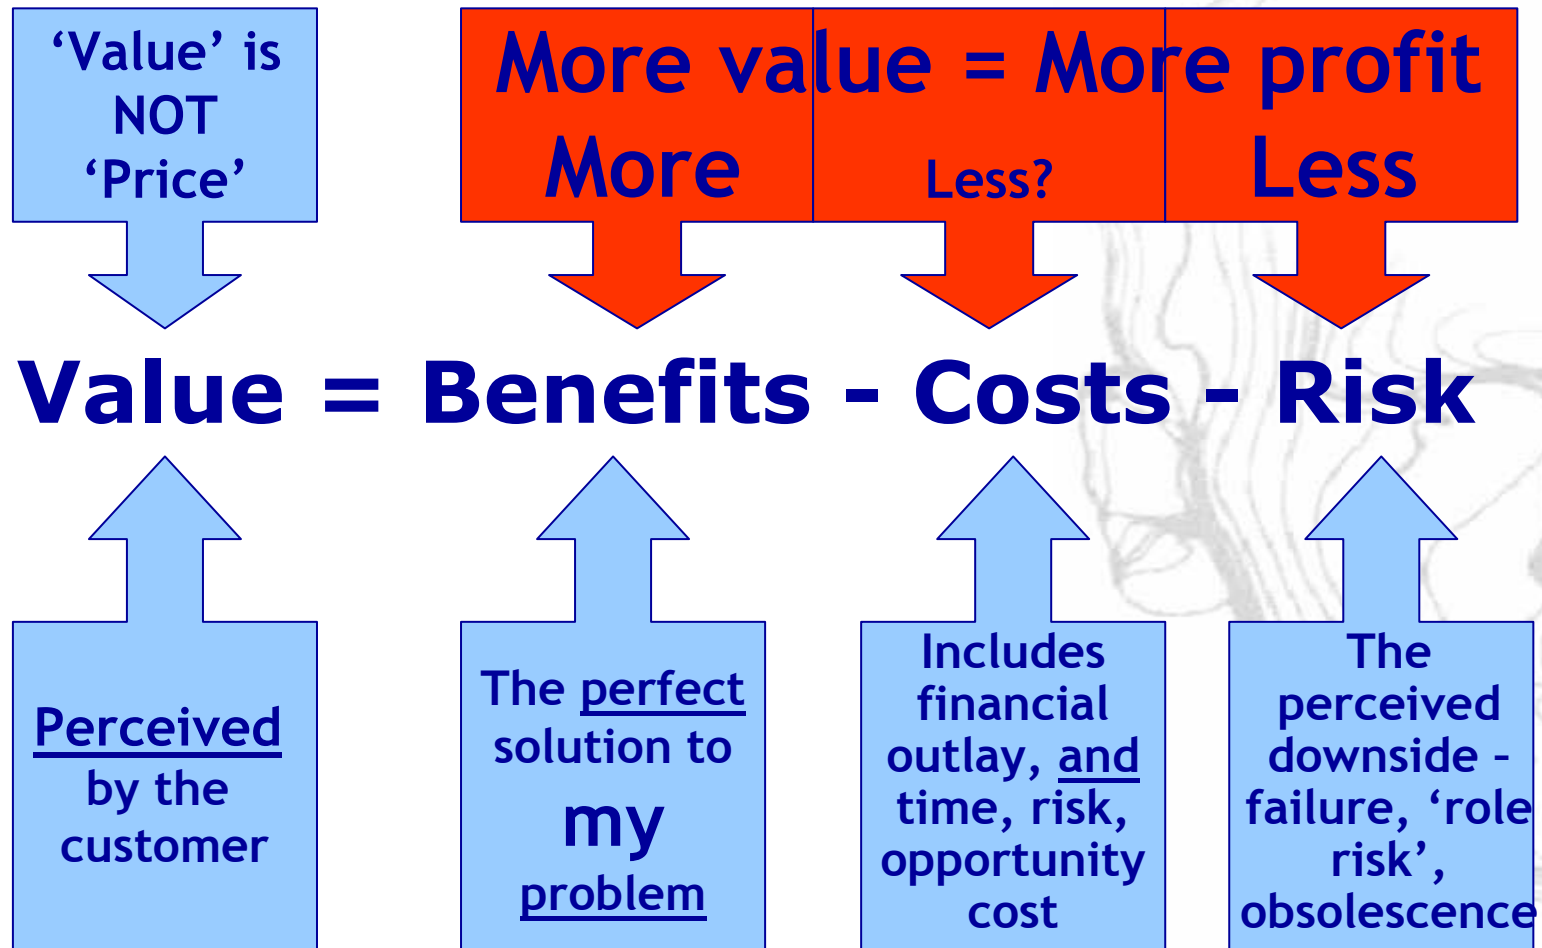 ‘Value’ is
NOT
‘Price’
More value = More profit
More
Less?
Less
Value = Benefits - Costs - Risk
Perceived
by the
customer
The perfect
solution to
my
problem
Includes
financial
outlay, and
time, risk,
opportunity
cost
The
perceived
downside –
failure, ‘role
risk’,
obsolescence